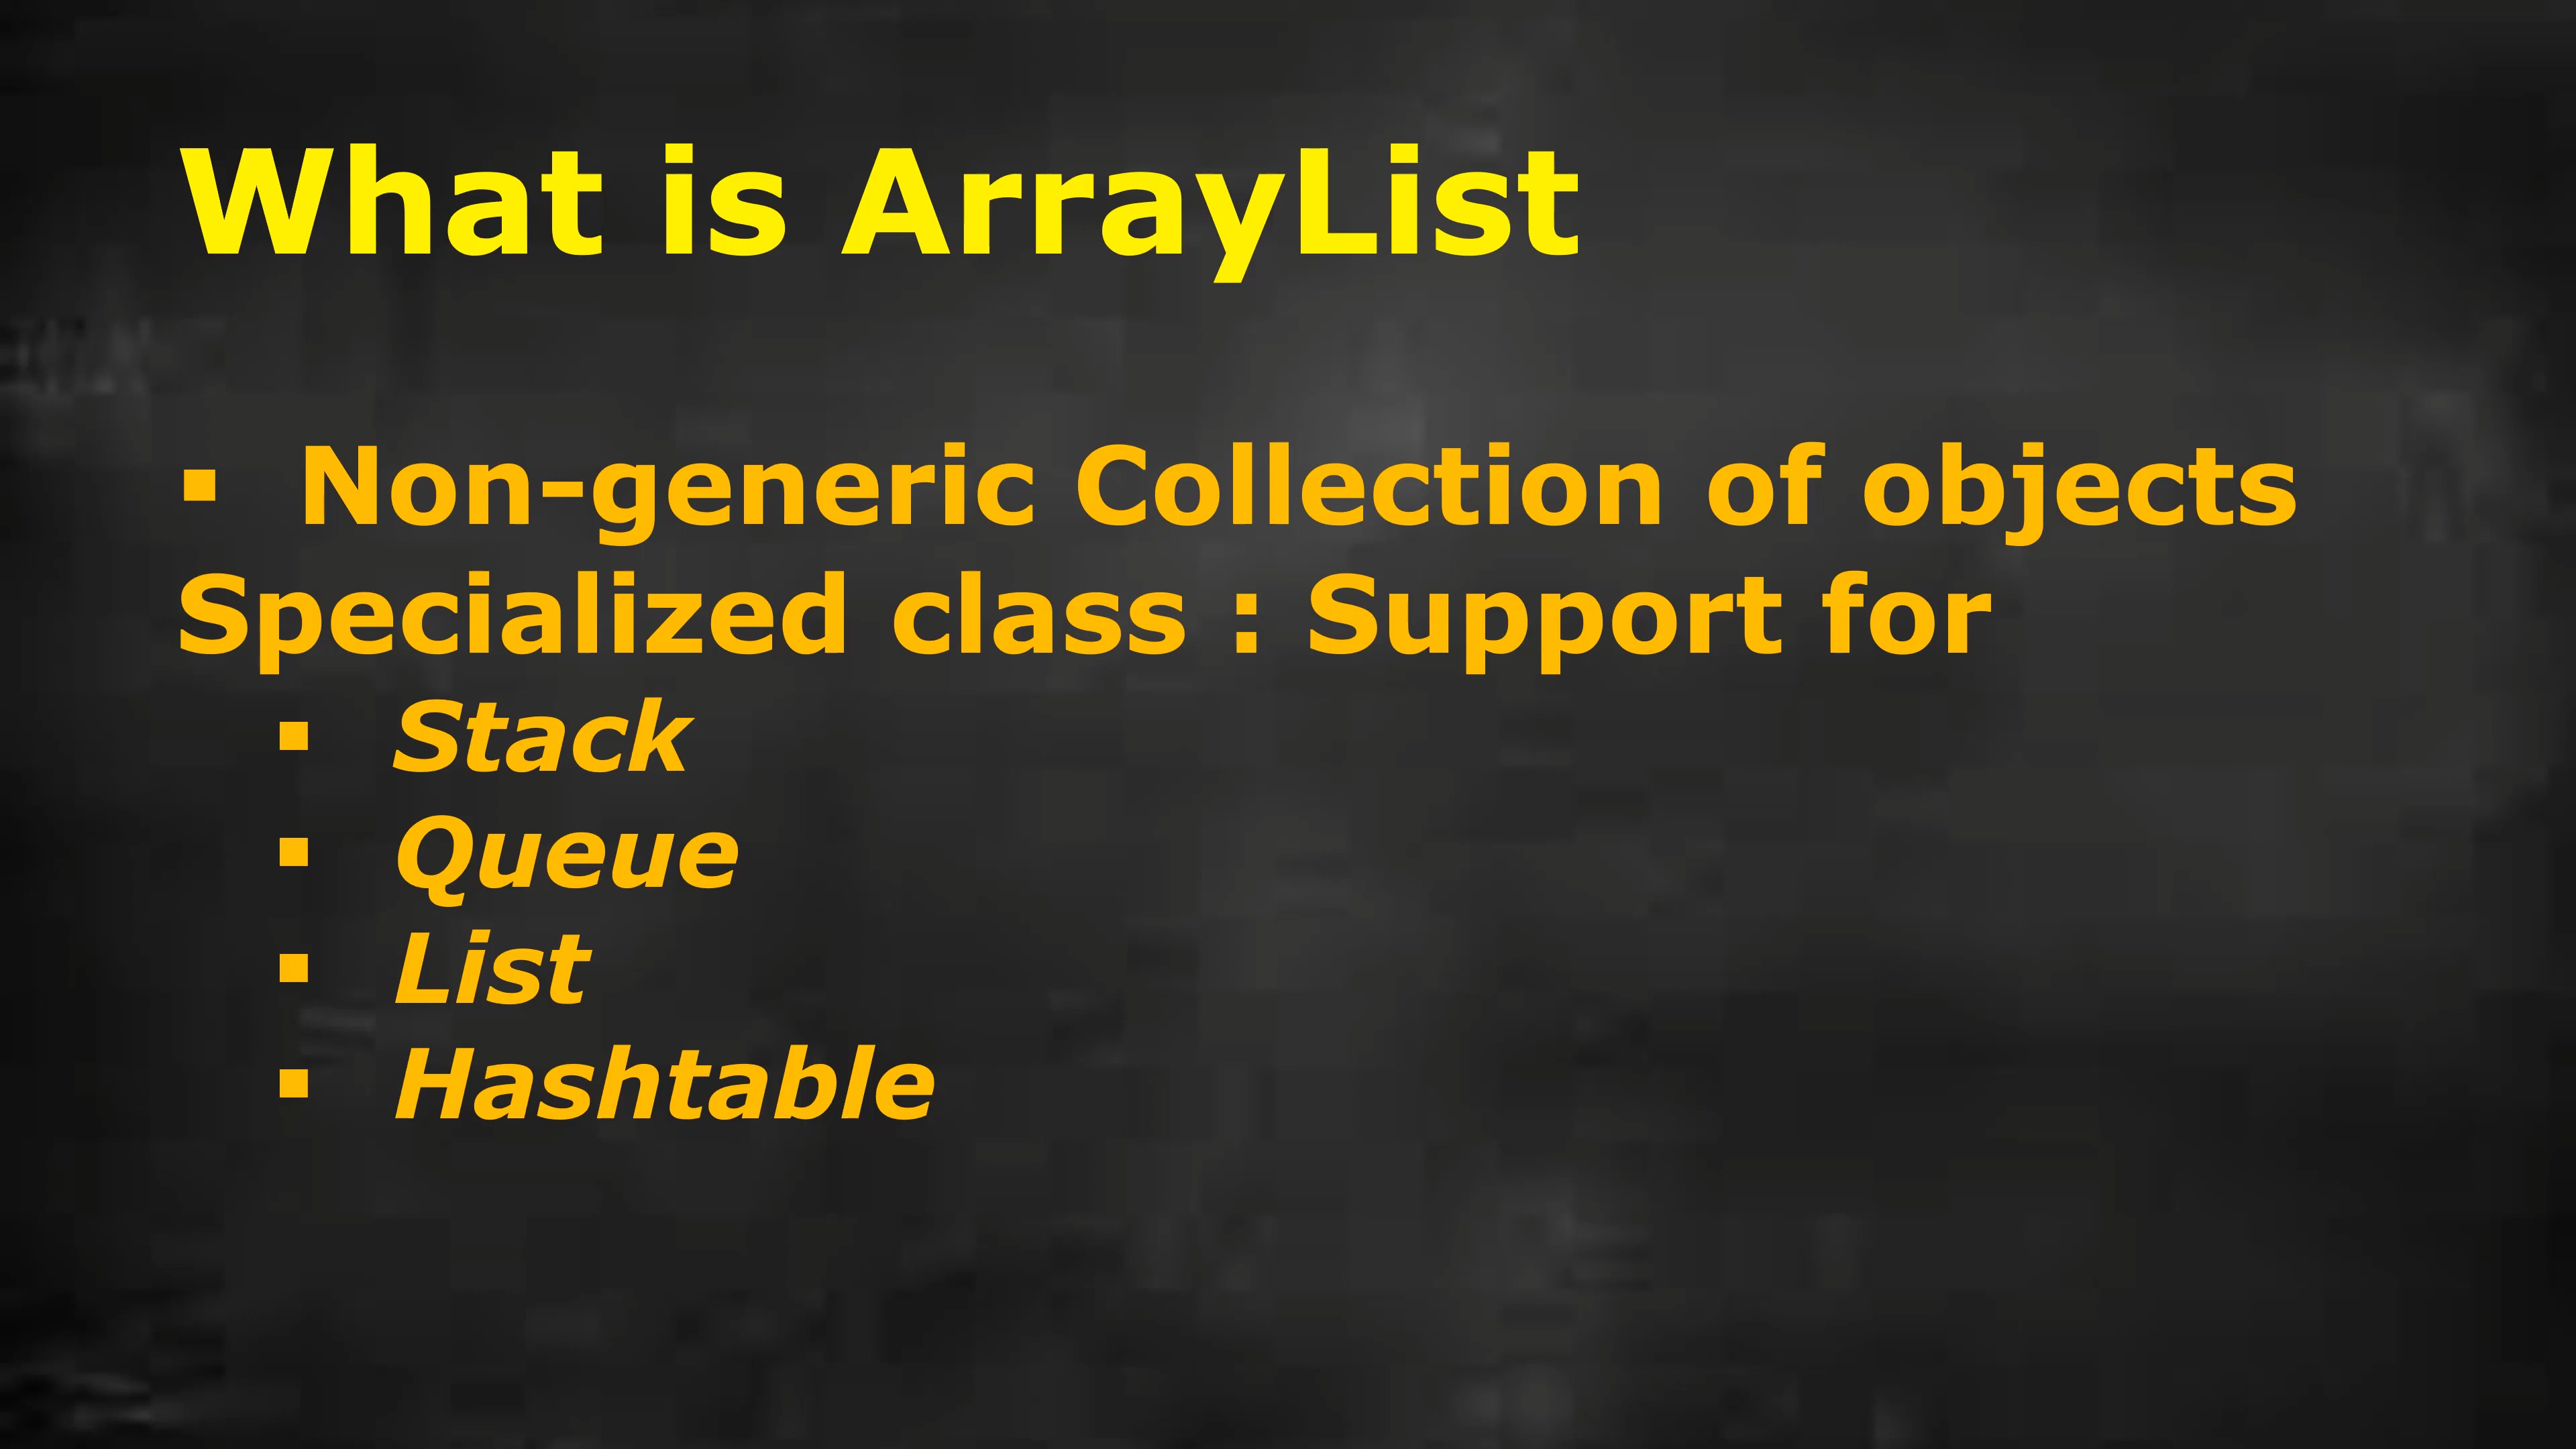 What is ArrayList
▪ Non-generic Collection of objects
Specialized class : Support for
▪ Stack
▪ Queue
▪ List
▪ Hashtable